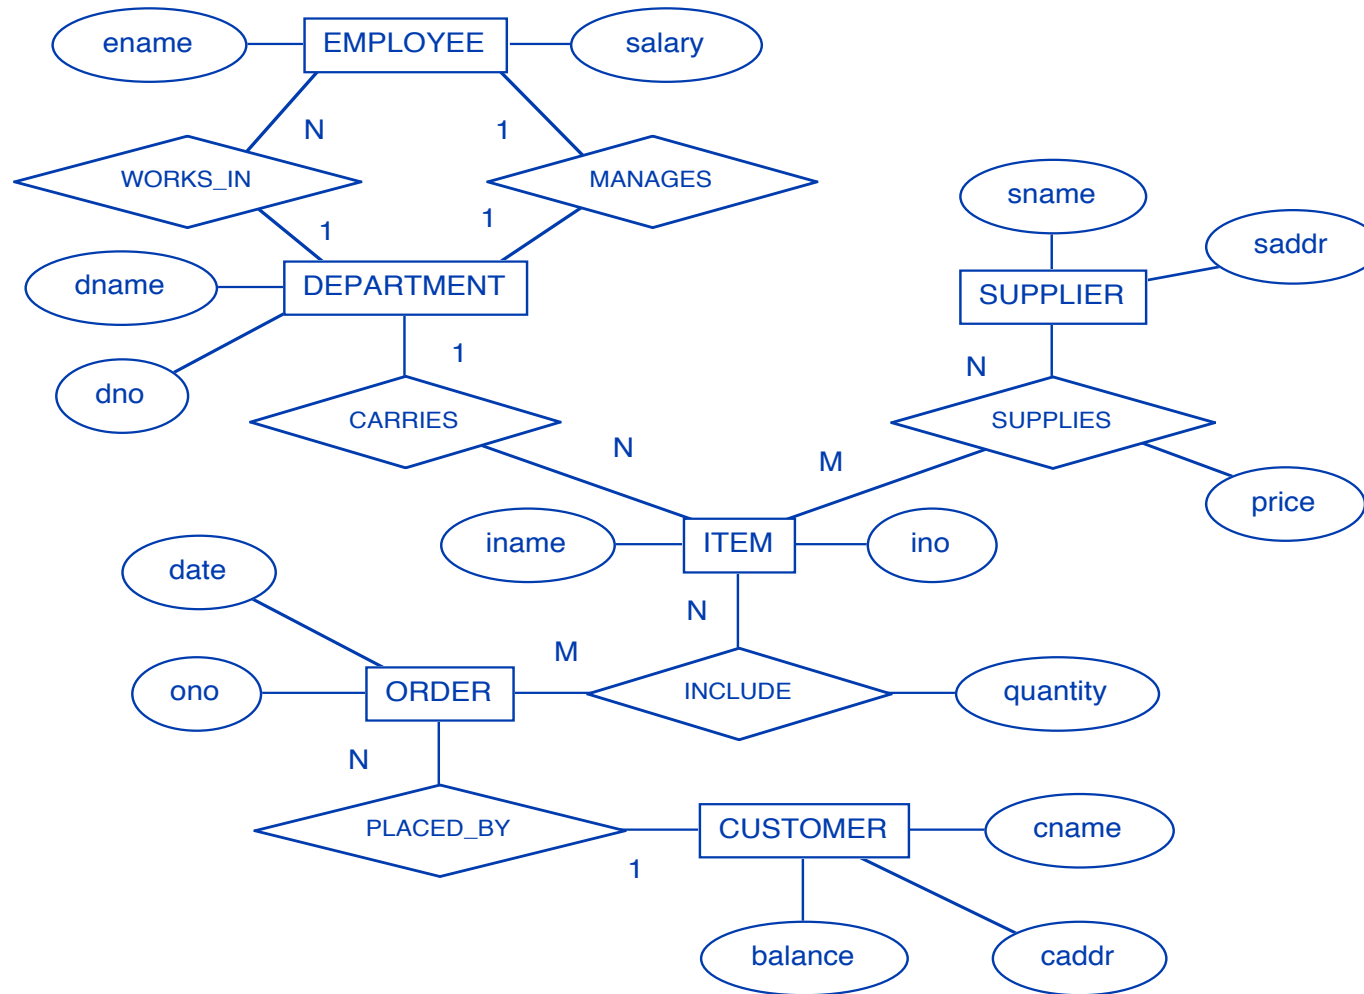 ename
EMPLOYEE
salary
N
1
WORKS_IN
MANAGES
sname
1
1
saddr
dname
DEPARTMENT
SUPPLIER
1
N
dno
CARRIES
SUPPLIES
N
M
price
iname
ITEM
ino
date
N
M
ono
ORDER
INCLUDE
quantity
N
PLACED_BY
CUSTOMER
cname
1
balance
caddr